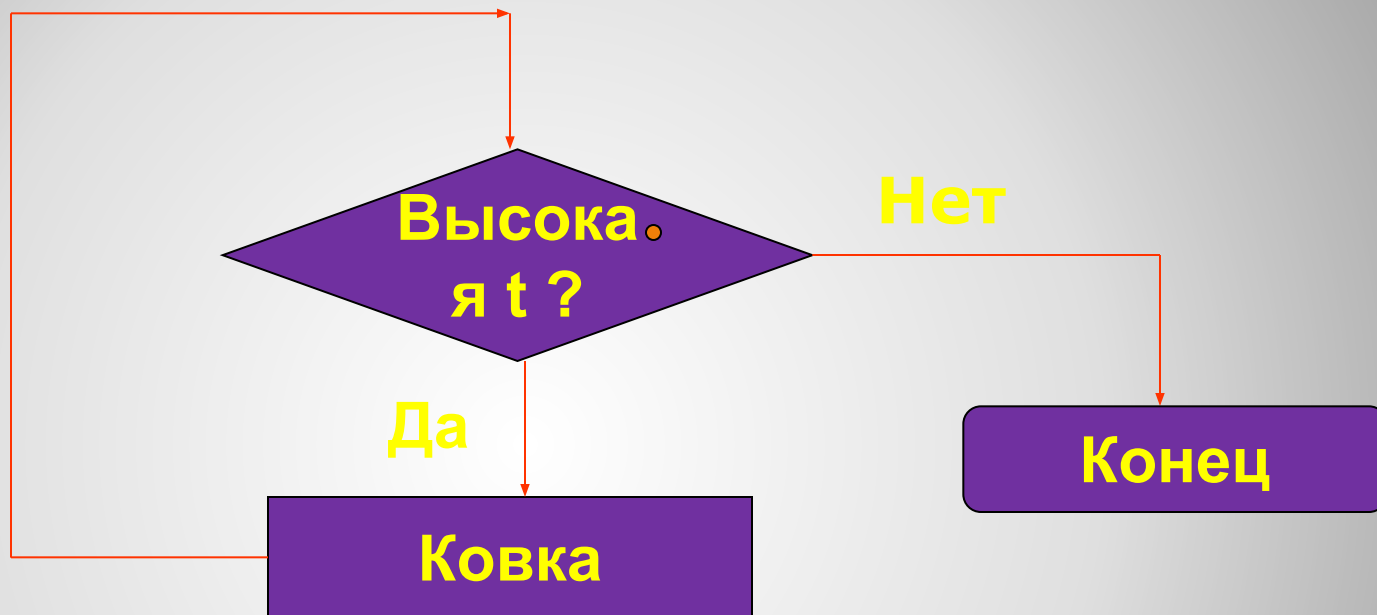 Высока
я t ?
Нет
Да
Конец
Ковка